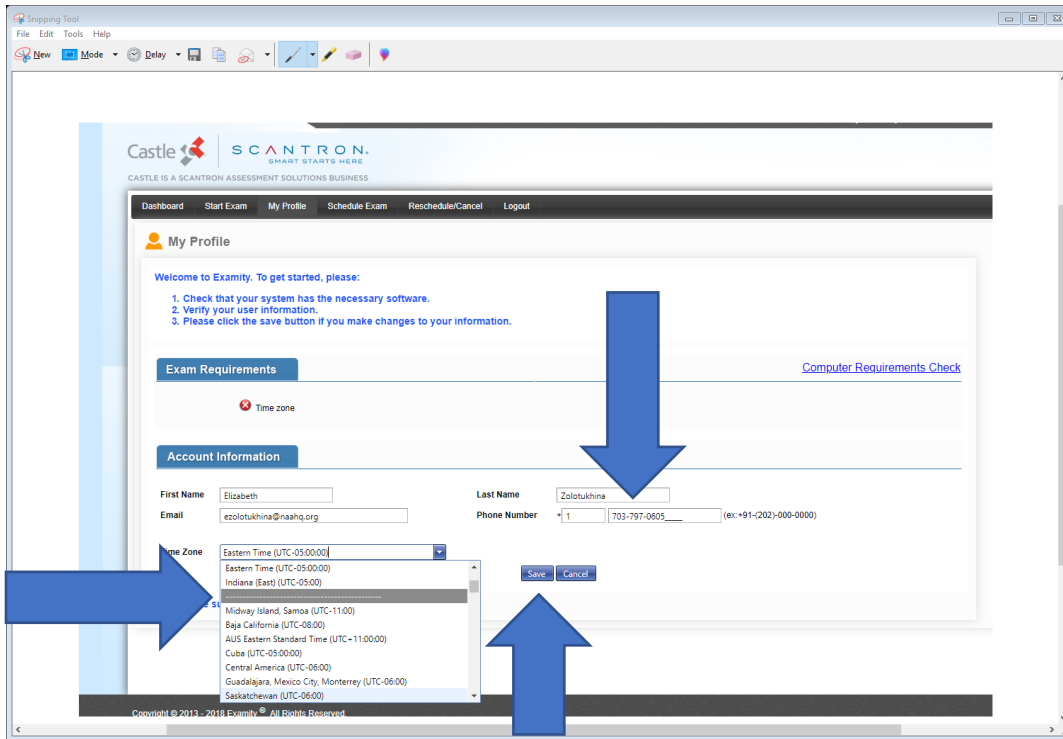 Snipping Tool
File Edit Tools Help
New Mode Delay
Castle SCANTRON.
SMART STARTS HERE
CASTLE IS A SCANTRON ASSESSMENT SOLUTIONS BUSINESS
Dashboard Start Exam My Profile Schedule Exam Reschedule/Cancel Logout
My Profile
Welcome to Examity. To get started, please:
1. Check that your system has the necessary software.
2. Verify your user information.
3. Please click the save button if you make changes to your information.
Exam Requirements Computer Requirements Check
Time zone
Account Information
First Name Elizabeth Last Name Zolotukhina
Email ezolotukhina@naahq.org Phone Number + 1 703-797-0605____ (ex:+91-(202)-000-0000)
Zone Eastern Time (UTC-05:00:00)
Eastern Time (UTC-05:00:00)
Indiana (East) (UTC-05:00)
Save Cancel
----------------------------------------------
Midway Island, Samoa (UTC-11:00)
Baja California (UTC-08:00)
AUS Eastern Standard Time (UTC+11:00:00)
Cuba (UTC-05:00:00)
Central America (UTC-06:00)
Guadalajara, Mexico City, Monterrey (UTC-06:00)
Saskatchewan (UTC-06:00)
Copyright © 2013 - 2018 Examity ® All Rights Reserved.